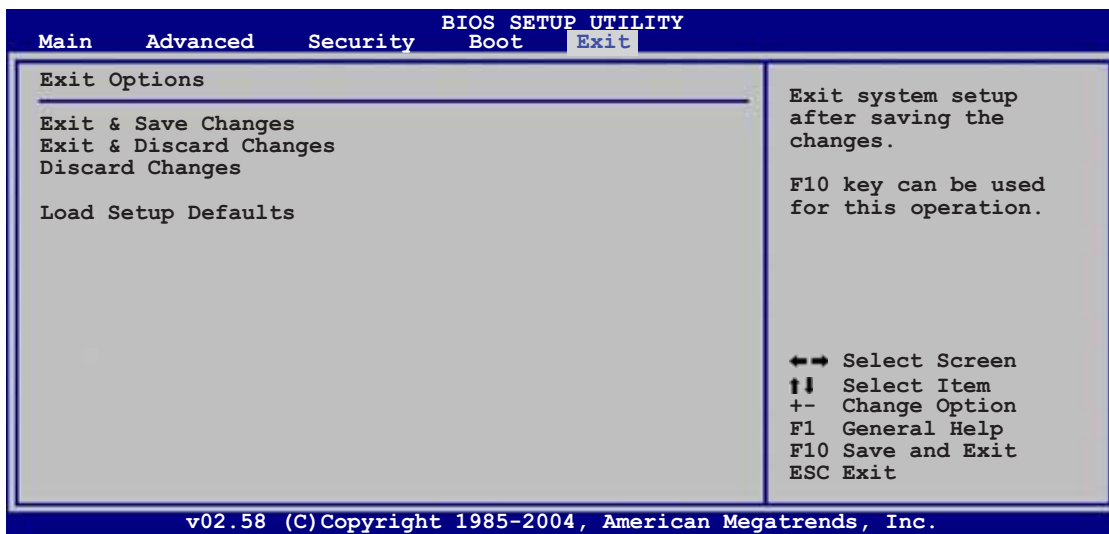 BIOS SETUP UTILITY
Main Advanced Security Boot Exit
Exit Options
Exit & Save Changes
Exit & Discard Changes
Discard Changes
Load Setup Defaults
Exit system setup
after saving the
changes.
F10 key can be used
for this operation.
←→ Select Screen
↑↓ Select Item
+- Change Option
F1 General Help
F10 Save and Exit
ESC Exit
v02.58 (C)Copyright 1985-2004, American Megatrends, Inc.